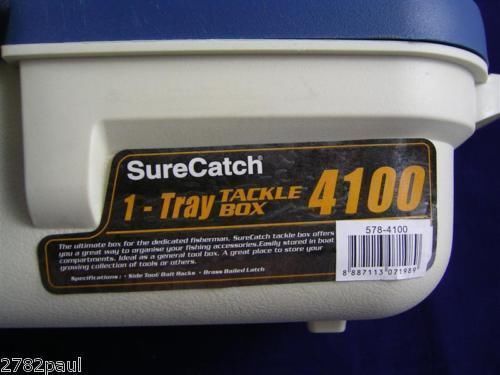 SureCatch®
1 - Tray TACKLE BOX 4100
The ultimate box for the dedicated fisherman. SureCatch tackle box offers
you a great way to organise your fishing accessories.Easily stored in boat
compartments. Ideal as a general tool box. A great place to store your
growing collection of tools or others.
Specifications : • Side Tool/ Bait Racks • Brass Bailed Latch
578-4100
8 887113 071989
2782paul